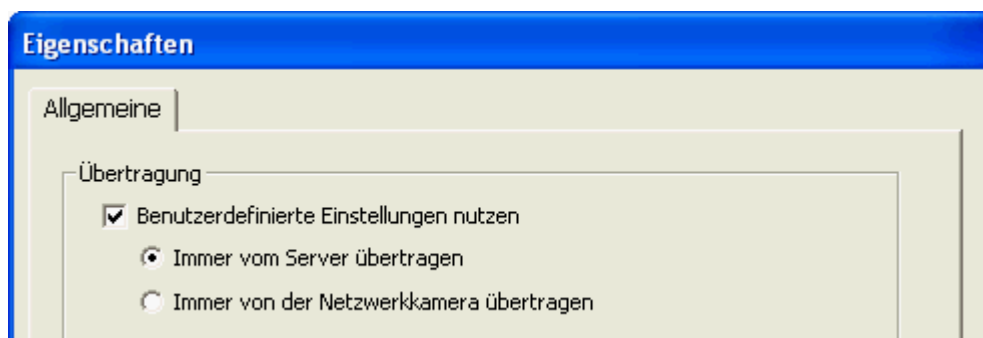 Eigenschaften
Allgemeine
Übertragung
Benutzerdefinierte Einstellungen nutzen
Immer vom Server übertragen
Immer von der Netzwerkkamera übertragen